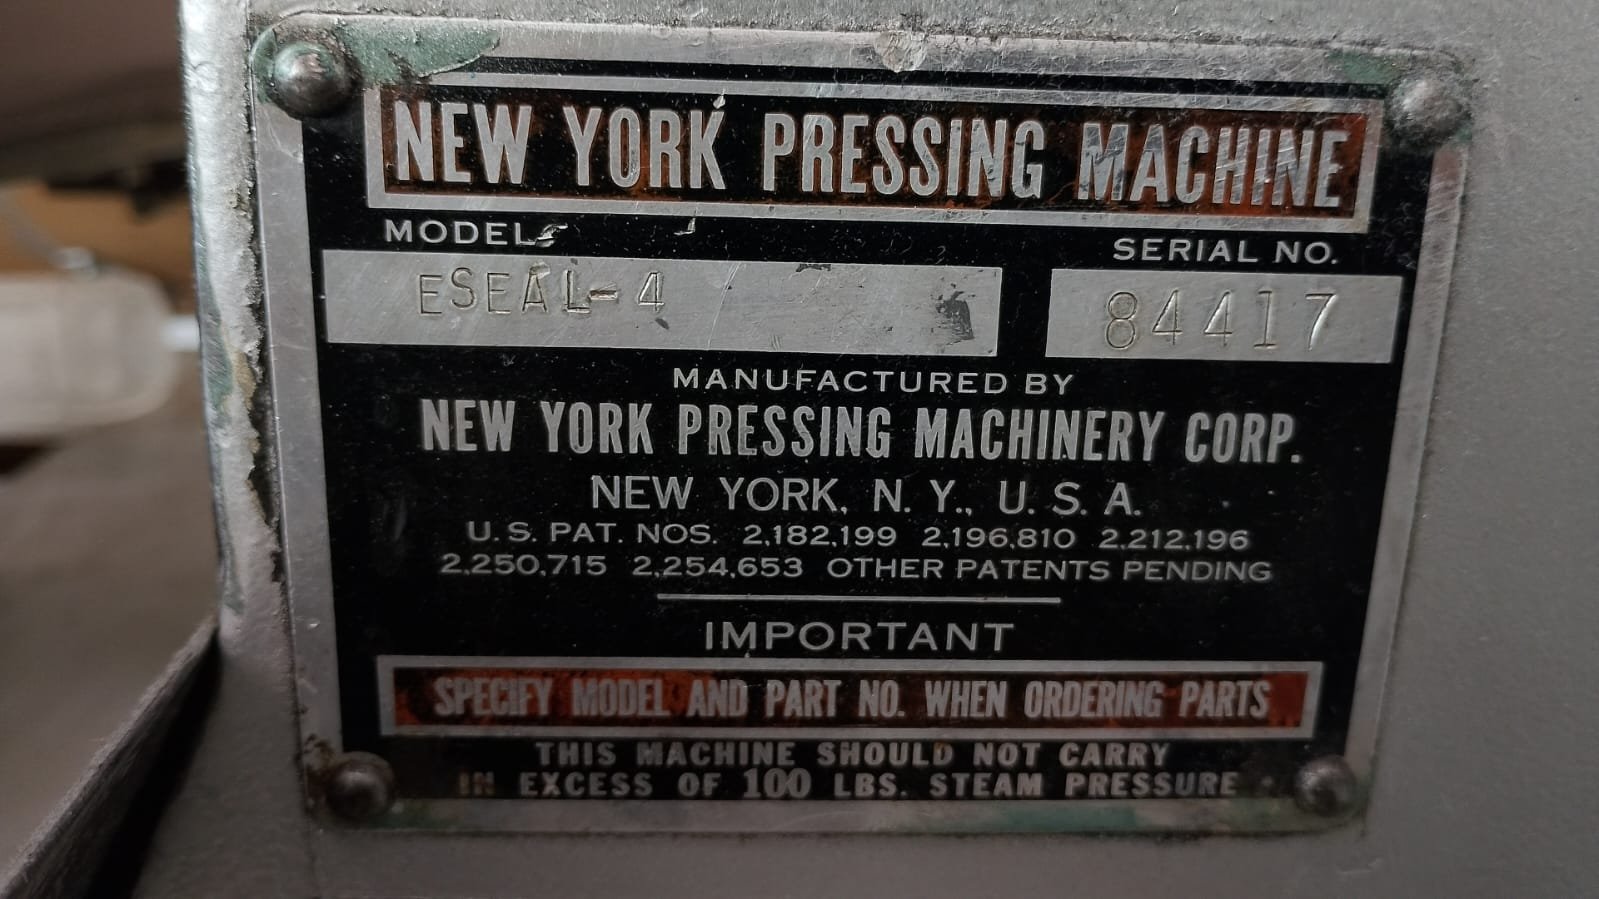 NEW YORK PRESSING MACHINE
MODEL
SERIAL NO.
ESEAL-4
84417
MANUFACTURED BY
NEW YORK PRESSING MACHINERY CORP.
NEW YORK, N. Y., U. S. A.
U. S. PAT. NOS. 2,182,199 2,196,810 2,212,196
2,250,715 2,254,653 OTHER PATENTS PENDING
IMPORTANT
SPECIFY MODEL AND PART NO. WHEN ORDERING PARTS
THIS MACHINE SHOULD NOT CARRY
IN EXCESS OF 100 LBS. STEAM PRESSURE